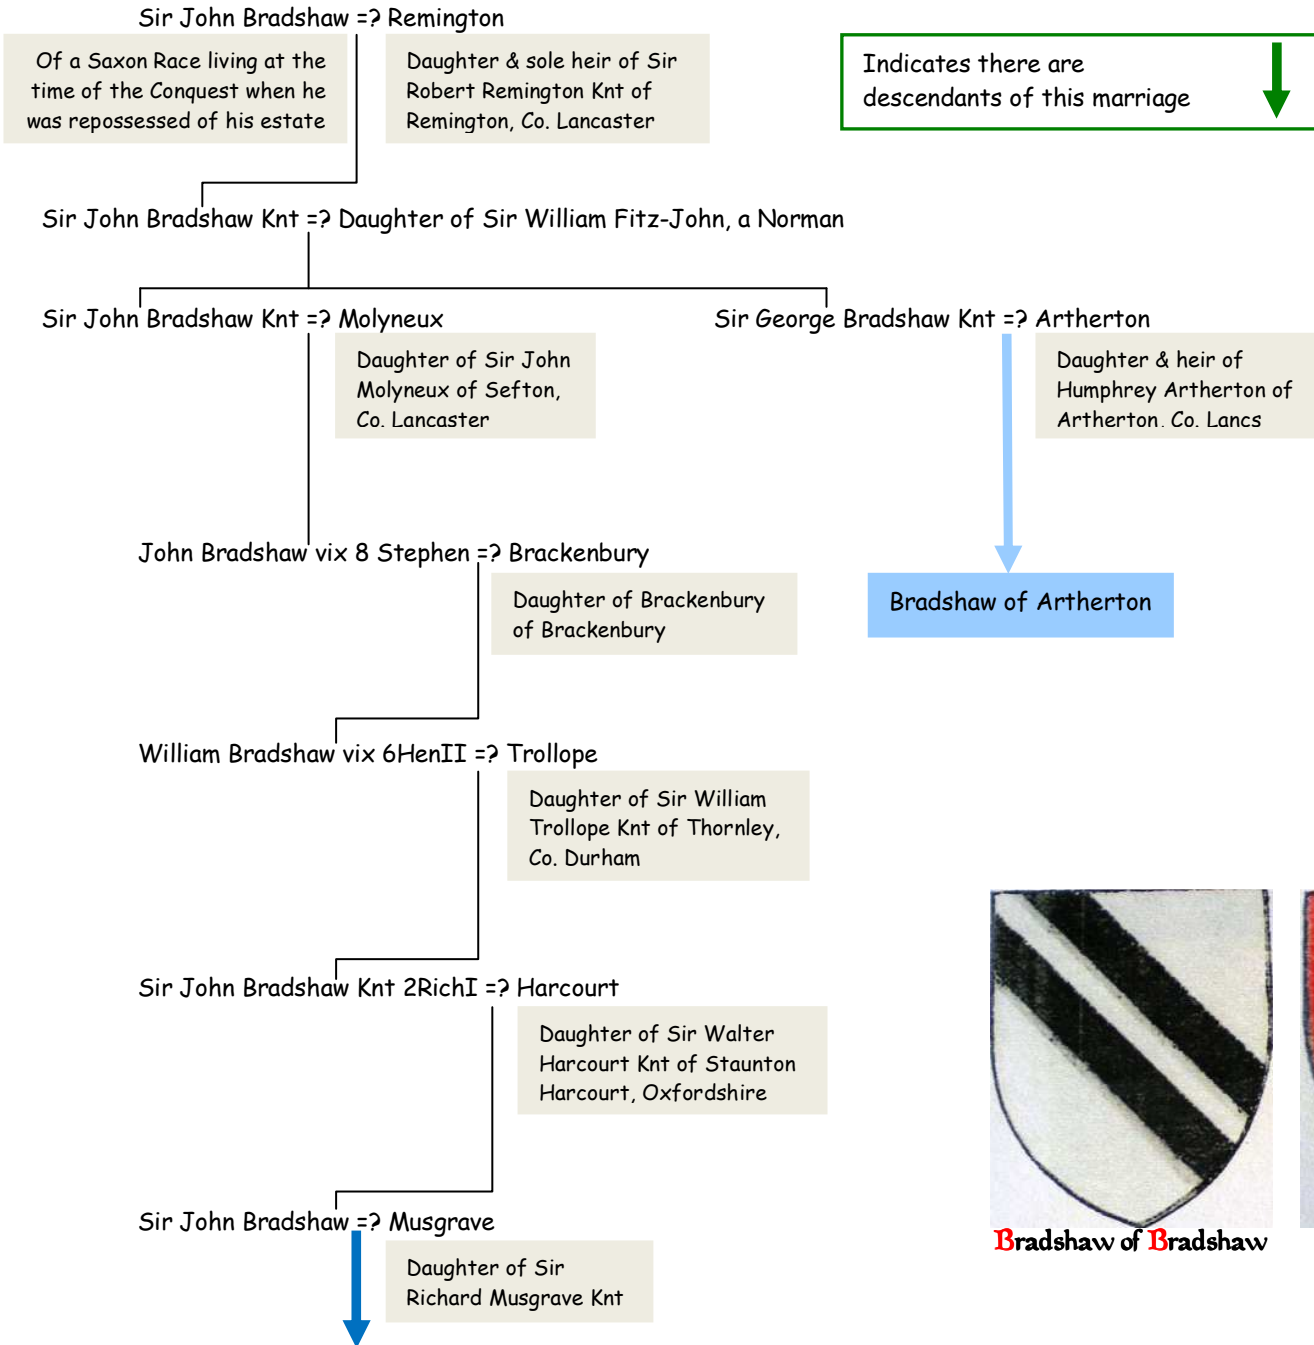 Sir John Bradshaw =? Remington
Of a Saxon Race living at the
time of the Conquest when he
was repossessed of his estate
Daughter & sole heir of Sir
Robert Remington Knt of
Remington, Co. Lancaster
Indicates there are
descendants of this marriage
Sir John Bradshaw Knt =? Daughter of Sir William Fitz-John, a Norman
Sir John Bradshaw Knt =? Molyneux
Daughter of Sir John
Molyneux of Sefton,
Co. Lancaster
Sir George Bradshaw Knt =? Artherton
Daughter & heir of
Humphrey Artherton of
Artherton, Co. Lancs
John Bradshaw vix 8 Stephen =? Brackenbury
Daughter of Brackenbury
of Brackenbury
Bradshaw of Artherton
William Bradshaw vix 6HenII =? Trollope
Daughter of Sir William
Trollope Knt of Thornley,
Co. Durham
Sir John Bradshaw Knt 2RichI =? Harcourt
Daughter of Sir Walter
Harcourt Knt of Staunton
Harcourt, Oxfordshire
Sir John Bradshaw =? Musgrave
Daughter of Sir
Richard Musgrave Knt
Bradshaw of Bradshaw